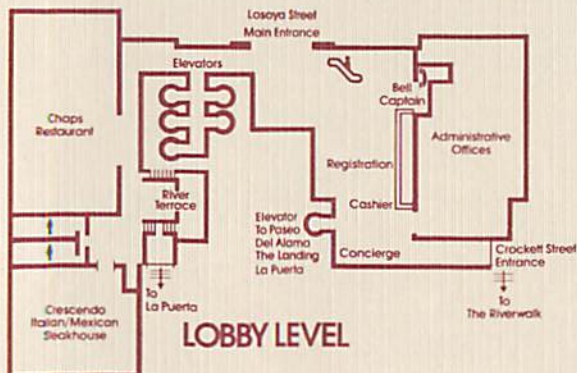 Losoya Street
Main Entrance
Elevators
Chaps
Restaurant
Bell
Captain
Administrative
Offices
Registration
River
Terrace
Cashier
Elevator
To Paseo
Del Alamo
The Landing
La Puerta
Concierge
Crockett Street
Entrance
To
La Puerta
To
The Riverwalk
Crescendo
Italian/Mexican
Steakhouse
LOBBY LEVEL